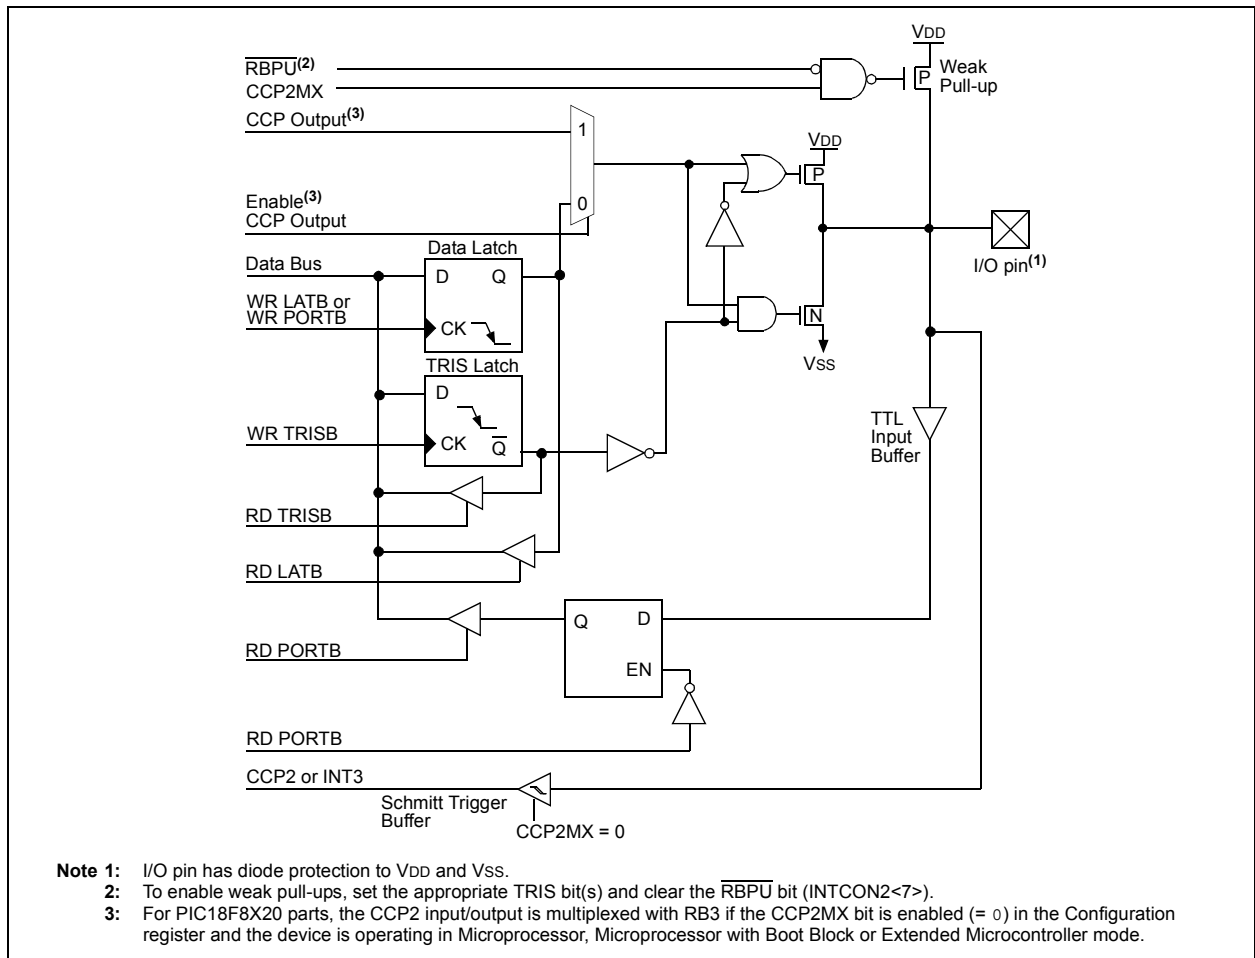 VDD
RBPU(2)
Weak
Pull-up
P
CCP2MX
CCP Output(3)
1
VDD
P
Enable(3)
CCP Output
0
Data Latch
I/O pin(1)
Data Bus
D Q
WR LATB or
WR PORTB
CK
N
TRIS Latch
VSS
D
TTL
Input
Buffer
WR TRISB
CK Q
RD TRISB
RD LATB
Q D
RD PORTB
EN
RD PORTB
CCP2 or INT3
Schmitt Trigger
Buffer
CCP2MX = 0
Note 1: I/O pin has diode protection to VDD and VSS.
2: To enable weak pull-ups, set the appropriate TRIS bit(s) and clear the RBPU bit (INTCON2<7>).
3: For PIC18F8X20 parts, the CCP2 input/output is multiplexed with RB3 if the CCP2MX bit is enabled (= 0) in the Configuration
register and the device is operating in Microprocessor, Microprocessor with Boot Block or Extended Microcontroller mode.